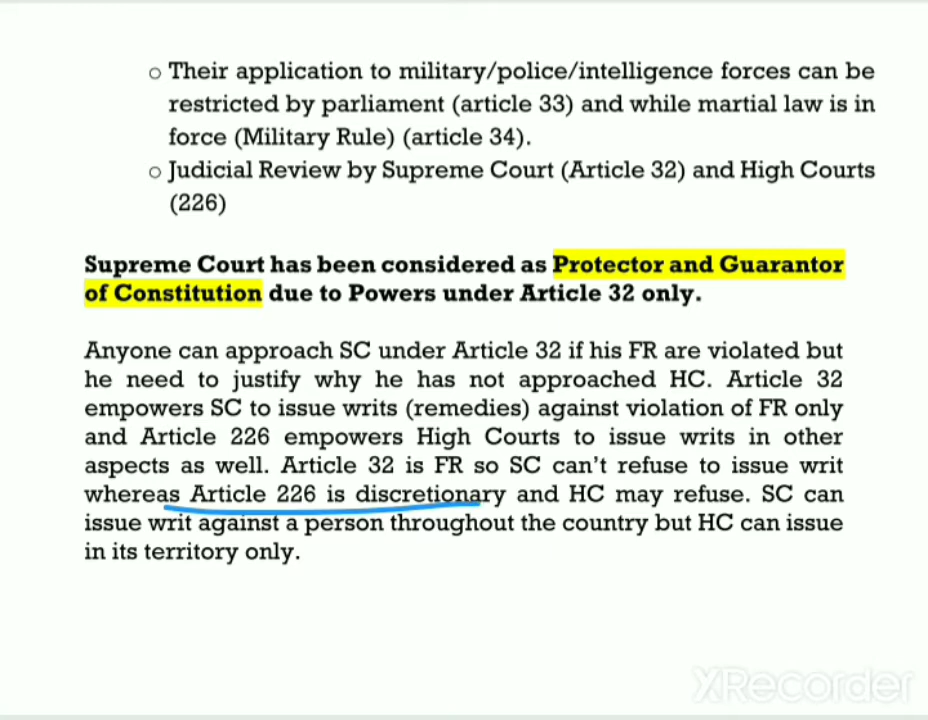 ○ Their application to military/police/intelligence forces can be
restricted by parliament (article 33) and while martial law is in
force (Military Rule) (article 34).
○ Judicial Review by Supreme Court (Article 32) and High Courts
(226)
Supreme Court has been considered as Protector and Guarantor
of Constitution due to Powers under Article 32 only.
Anyone can approach SC under Article 32 if his FR are violated but
he need to justify why he has not approached HC. Article 32
empowers SC to issue writs (remedies) against violation of FR only
and Article 226 empowers High Courts to issue writs in other
aspects as well. Article 32 is FR so SC can't refuse to issue writ
whereas Article 226 is discretionary and HC may refuse. SC can
issue writ against a person throughout the country but HC can issue
in its territory only.
XRecorder